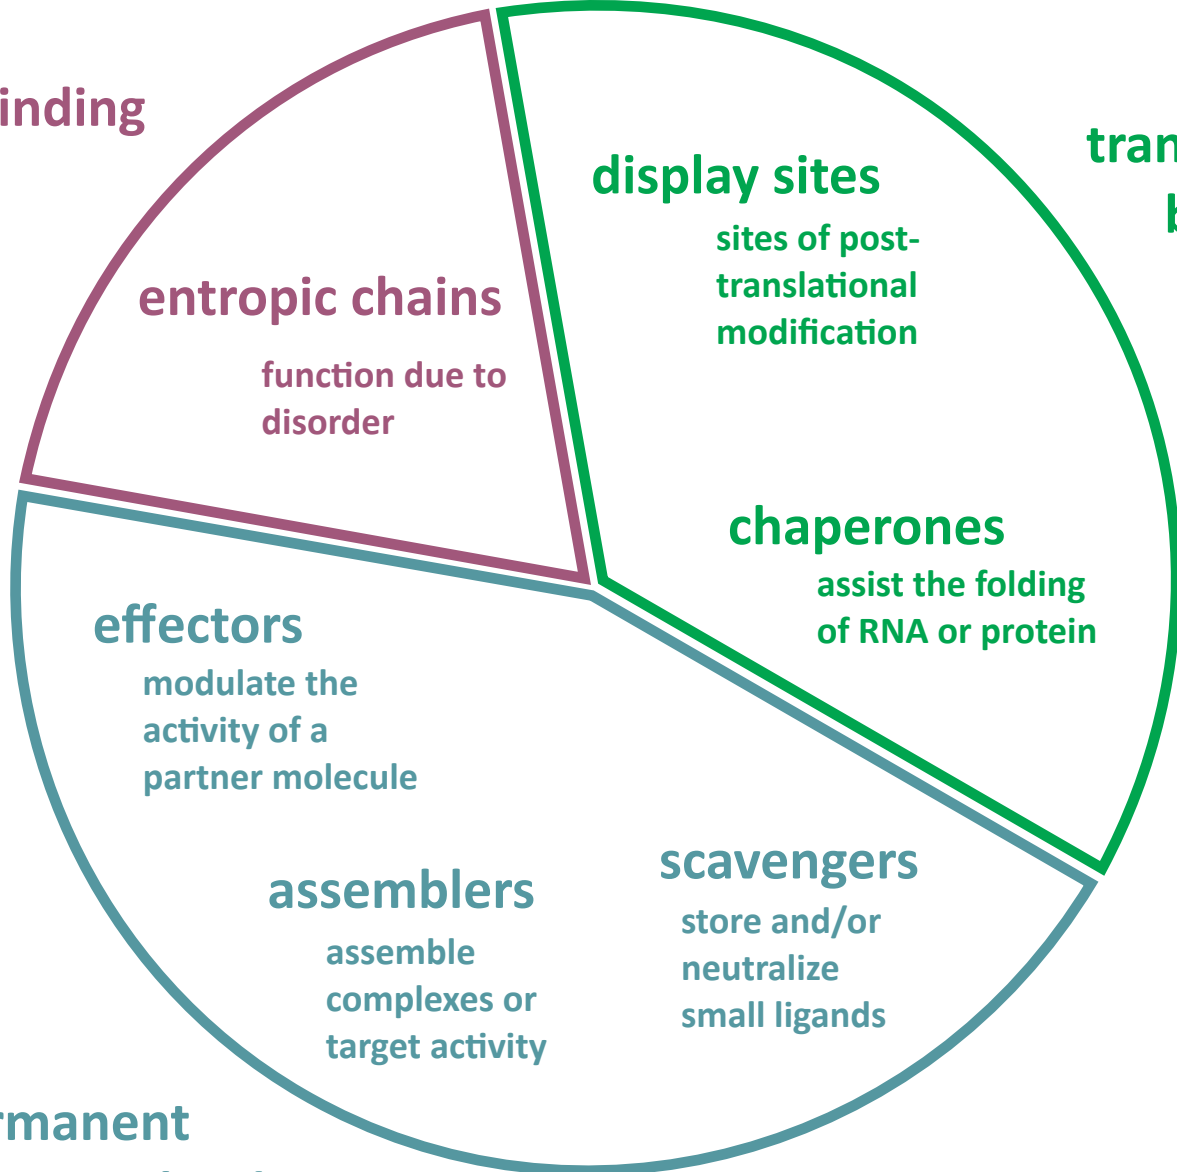 inding
entropic chains
function due to
disorder
display sites
sites of post-
translational
modification
tran
chaperones
assist the folding
of RNA or protein
effectors
modulate the
activity of a
partner molecule
assemblers
assemble
complexes or
target activity
scavengers
store and/or
neutralize
small ligands
rmanent